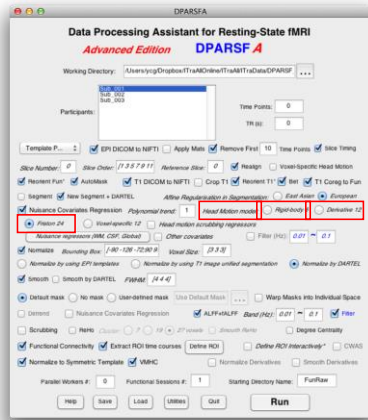 DPARSFA
Data Processing Assistant for Resting-State fMRI
Advanced Edition DPARSF A
Working Directory: /Users/ycg/Dropbox/ITraAllOnline/ITraAll/ITraData/DPARSF ...
Participants: Sub_001
Sub_002
Sub_003
Time Points: 0
TR (s): 0
Template P... EPI DICOM to NIFTI Apply Mats Remove First 10 Time Points Slice Timing
Slice Number: 0 Slice Order: [1 3 5 7 9 11 Reference Slice: 0 Realign Voxel-Specific Head Motion
Reorient Fun* AutoMask T1 DICOM to NIFTI Crop T1 Reorient T1* Bet T1 Coreg to Fun
Segment New Segment + DARTEL Affine Regularisation in Segmentation: East Asian European
Nuisance Covariates Regression Polynomial trend: 1 Head Motion model: Rigid-body 6 Derivative 12
Friston 24 Voxel-specific 12 Head motion scrubbing regressors
Nuisance regressors (WM, CSF, Global) Other covariates Filter (Hz): 0.01 ~ 0.1
Normalize Bounding Box: [-90 -126 -72;90 9 Voxel Size: [3 3 3]
Normalize by using EPI templates Normalize by using T1 image unified segmentation Normalize by DARTEL
Smooth Smooth by DARTEL FWHM: [4 4 4]
Default mask No mask User-defined mask Use Default Mask ... Warp Masks into Individual Space
Detrend Nuisance Covariates Regression ALFF+fALFF Band (Hz): 0.01 ~ 0.1 Filter
Scrubbing ReHo Cluster: 7 19 27 voxels Smooth ReHo Degree Centrality
Functional Connectivity Extract ROI time courses Define ROI Define ROI Interactively* CWAS
Normalize to Symmetric Template VMHC Normalize Derivatives Smooth Derivatives
Parallel Workers #: 0 Functional Sessions #: 1 Starting Directory Name: FunRaw
Help Save Load Utilities Quit Run